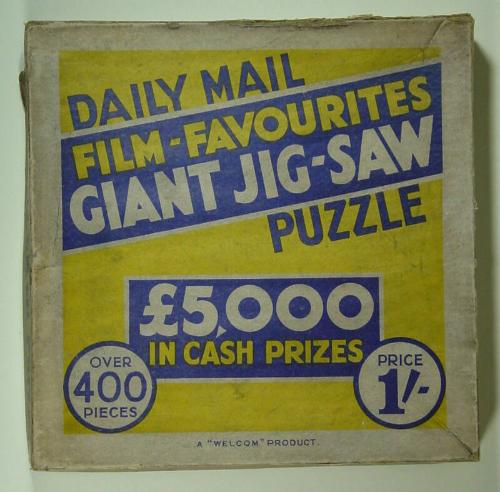 DAILY MAIL
FILM-FAVOURITES
GIANT JIG-SAW
PUZZLE
£5,000
IN CASH PRIZES
OVER
400
PIECES
PRICE
1/-
A "WELCOM" PRODUCT.